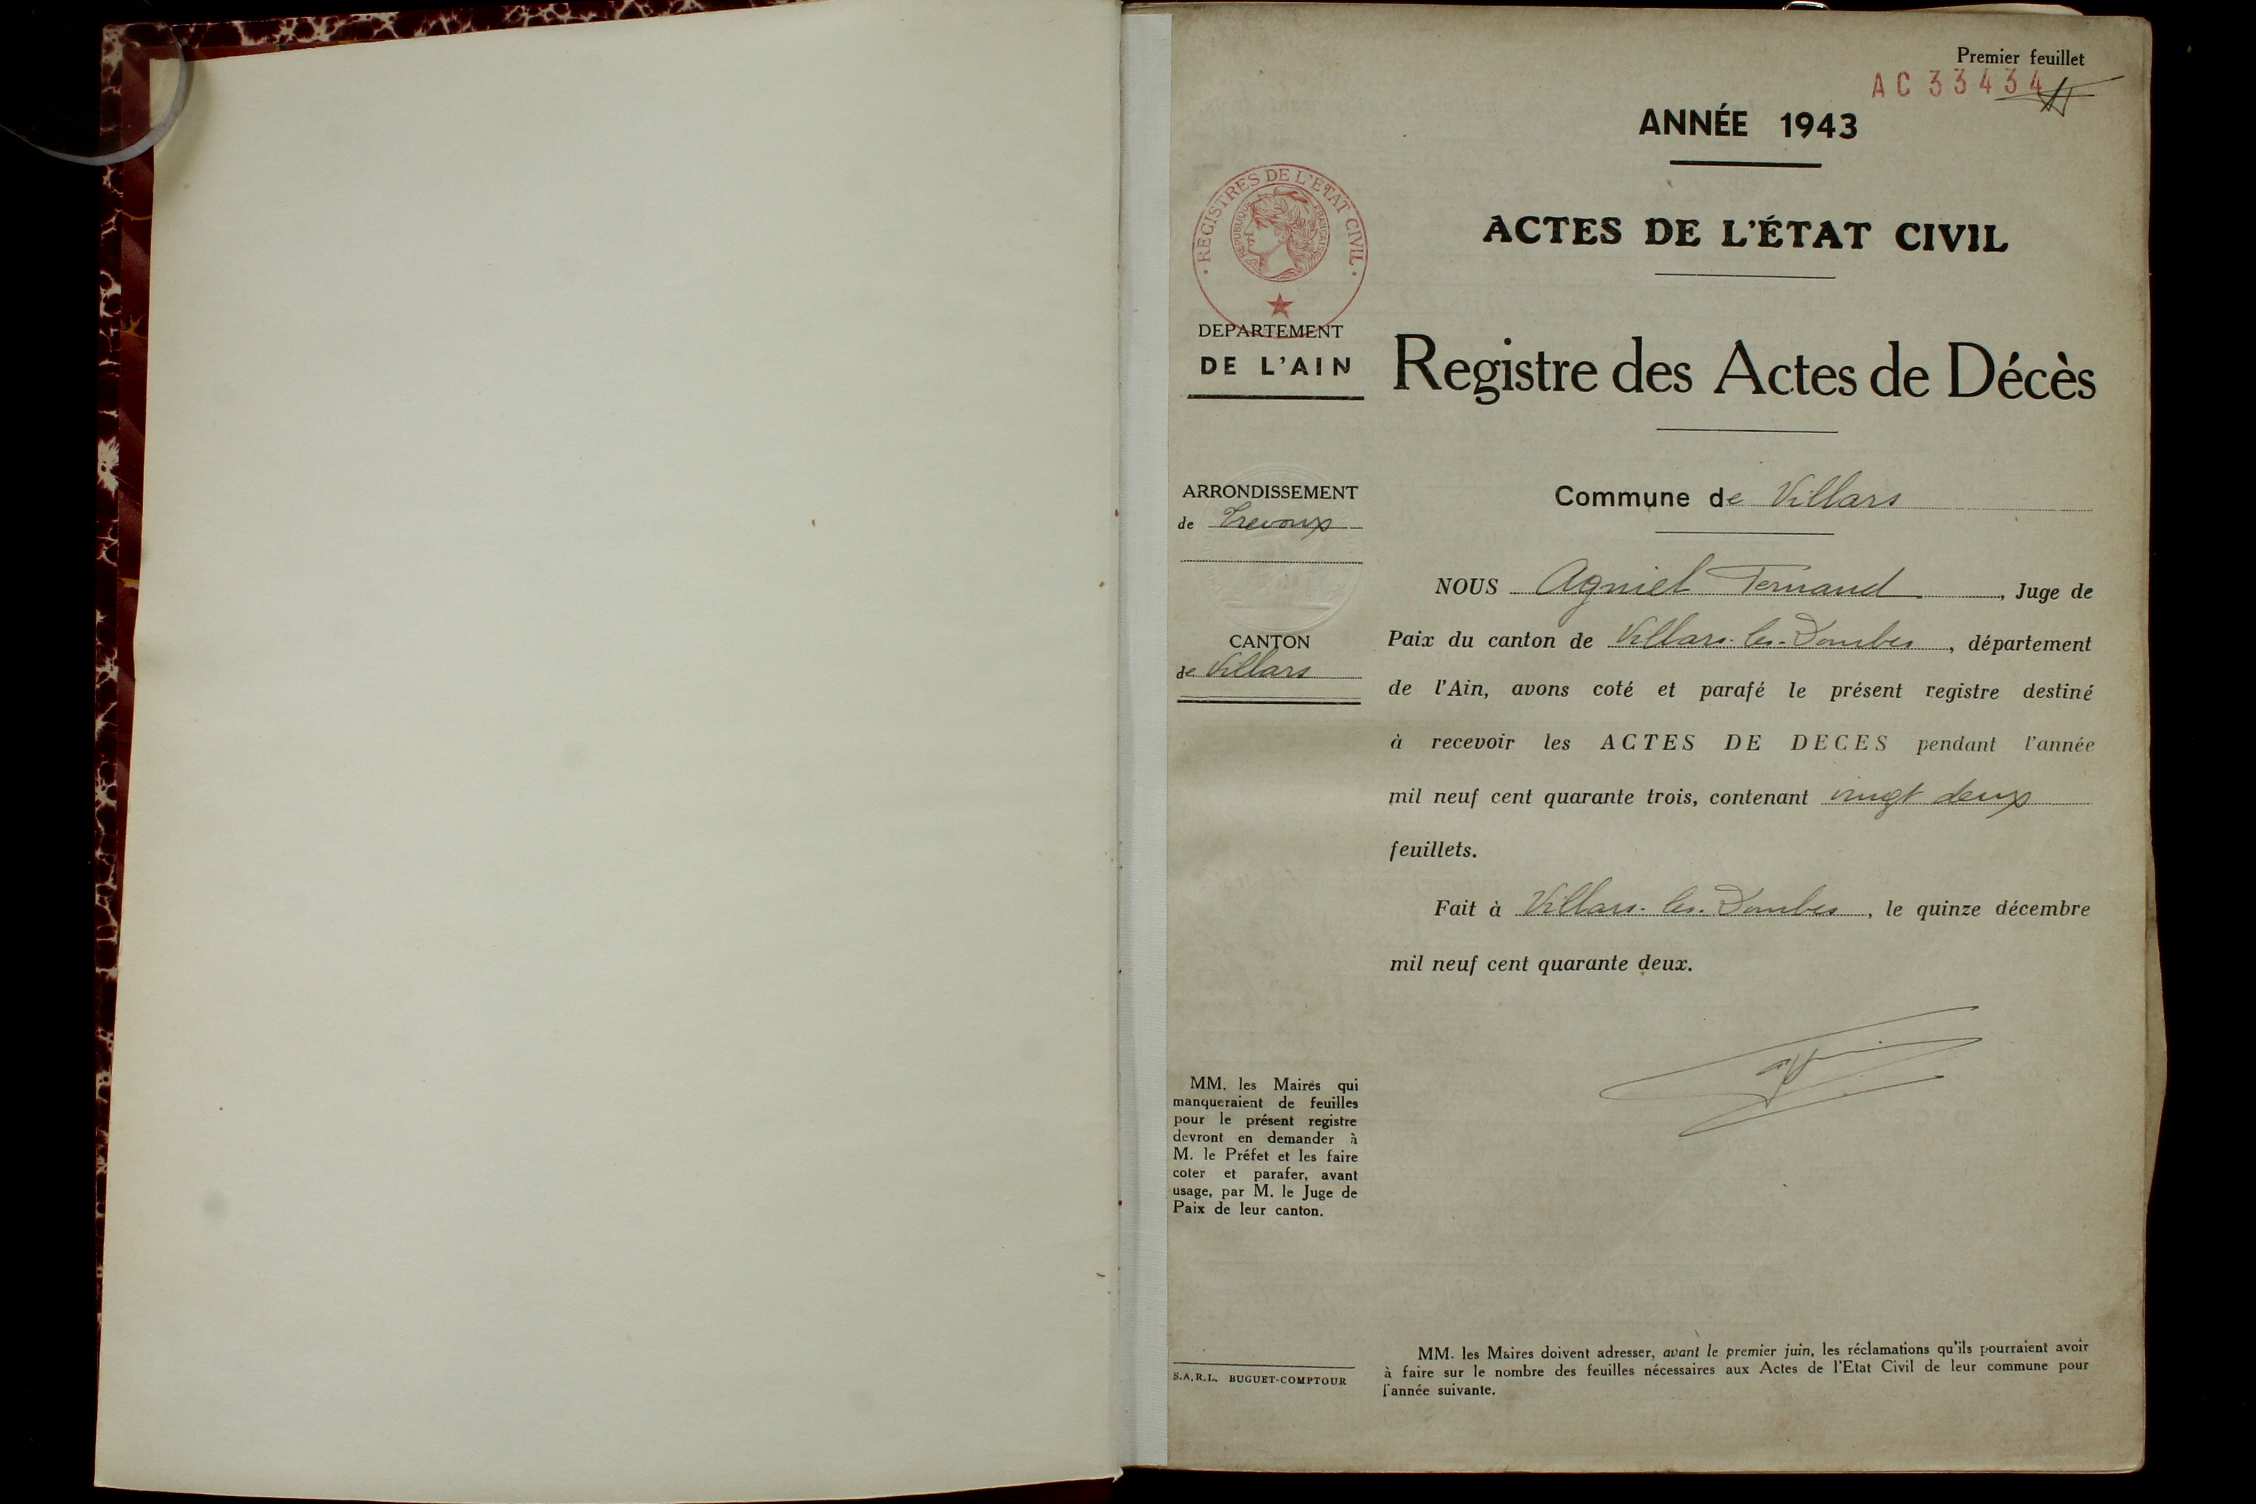 Premier feuillet
AC 33434
ANNÉE 1943
ACTES DE L'ÉTAT CIVIL
· REGISTRES DE L'ETAT CIVIL ·
REPUBLIQUE FRANÇAISE
DEPARTEMENT
DE L'AIN
Registre des Actes de Décès
ARRONDISSEMENT
de Trevoux
CANTON
de Villars
Commune de Villars
NOUS Agniel Fernand, Juge de
Paix du canton de Villars-les-Dombes, département
de l'Ain, avons coté et parafé le présent registre destiné
à recevoir les ACTES DE DECES pendant l'année
mil neuf cent quarante trois, contenant vingt deux
feuillets.
Fait à Villars-les-Dombes, le quinze décembre
mil neuf cent quarante deux.
MM. les Maires qui
manqueraient de feuilles
pour le présent registre
devront en demander à
M. le Préfet et les faire
coter et parafer, avant
usage, par M. le Juge de
Paix de leur canton.
S.A.R.L. BUGUET-COMPTOUR
MM. les Maires doivent adresser, avant le premier juin, les réclamations qu'ils pourraient avoir
à faire sur le nombre des feuilles nécessaires aux Actes de l'Etat Civil de leur commune pour
l'année suivante.